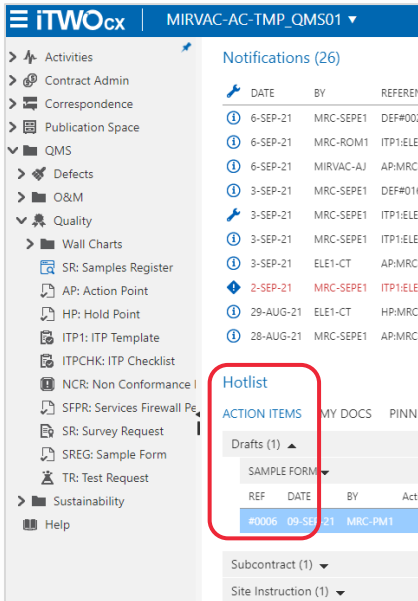 iTWOcx MIRVAC-AC-TMP_QMS01
Activities
Contract Admin
Correspondence
Publication Space
QMS
Defects
O&M
Quality
Wall Charts
SR: Samples Register
AP: Action Point
HP: Hold Point
ITP1: ITP Template
ITPCHK: ITP Checklist
NCR: Non Conformance
SFPR: Services Firewall Pe
SR: Survey Request
SREG: Sample Form
TR: Test Request
Sustainability
Help
Notifications (26)
DATE BY REFEREN
6-SEP-21 MRC-SEPE1 DEF#002
6-SEP-21 MRC-ROM1 ITP1:ELE
6-SEP-21 MIRVAC-AJ AP:MRC
3-SEP-21 MRC-SEPE1 DEF#016
3-SEP-21 MRC-SEPE1 ITP1:ELE
3-SEP-21 MRC-SEPE1 ITP1:ELE
3-SEP-21 ELE1-CT AP:MRC
2-SEP-21 MRC-SEPE1 ITP1:ELE
29-AUG-21 ELE1-CT HP:MRC
28-AUG-21 MRC-SEPE1 AP:MRC
Hotlist
ACTION ITEMS MY DOCS PINN
Drafts (1)
SAMPLE FORM
REF DATE BY Act
#0006 09-SEP-21 MRC-PM1
Subcontract (1)
Site Instruction (1)